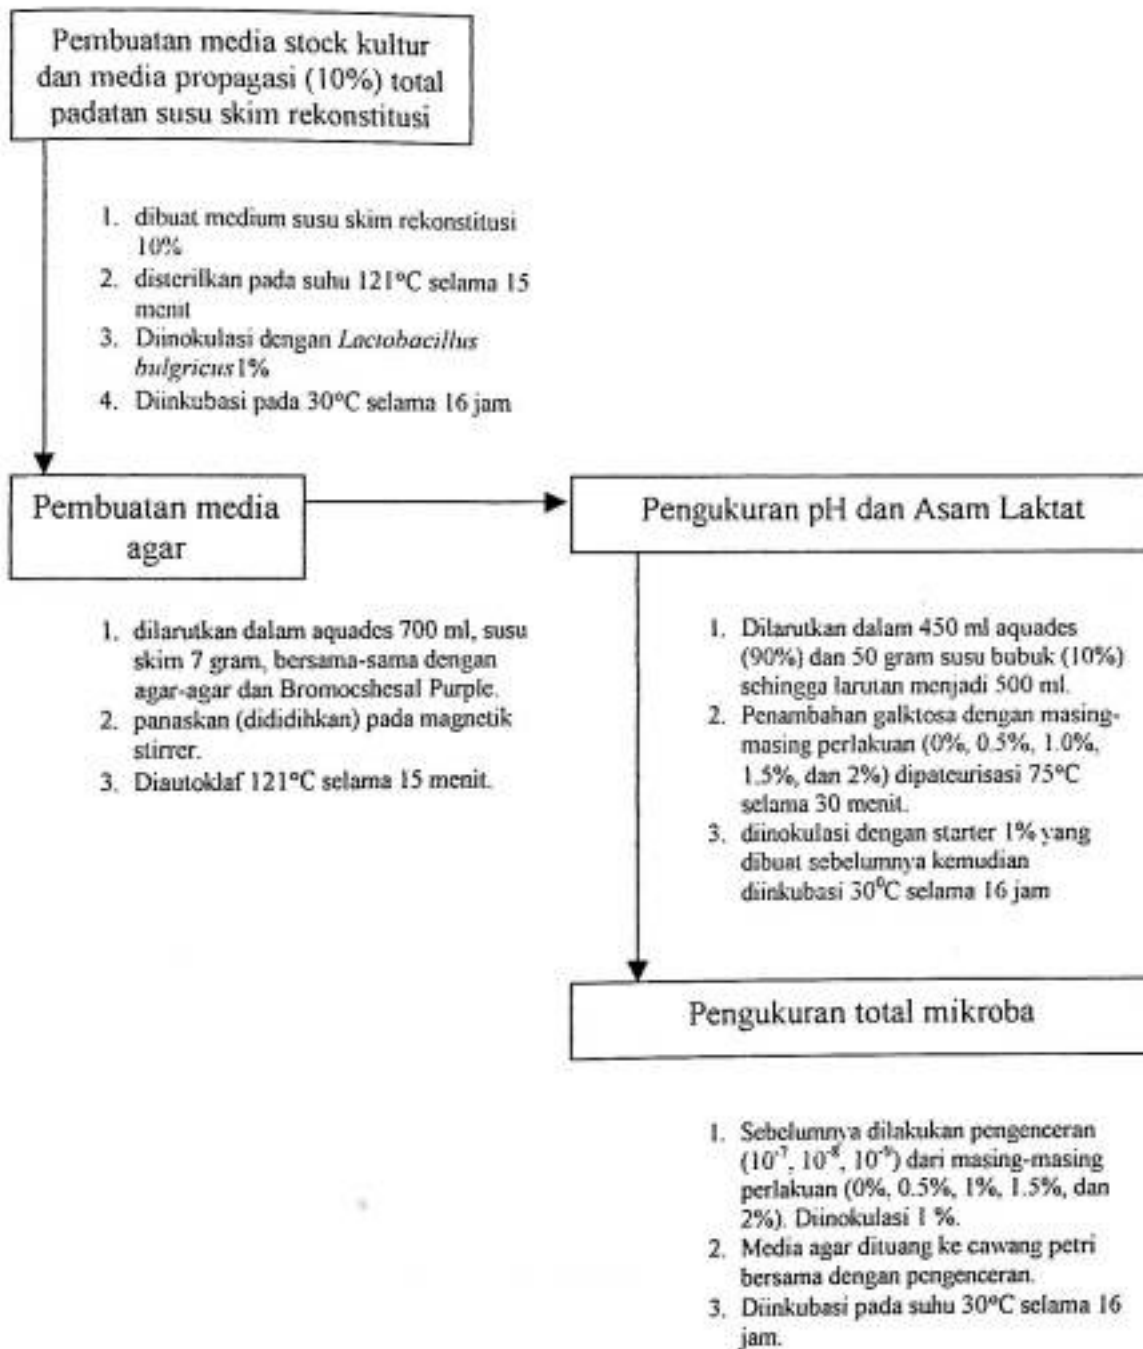 Pembuatan media stock kultur
dan media propagasi (10%) total
padatan susu skim rekonstitusi
1. dibuat medium susu skim rekonstitusi
10%
2. disterilkan pada suhu 121°C selama 15
menit
3. Diinokulasi dengan Lactobacillus
bulgricus 1%
4. Diinkubasi pada 30°C selama 16 jam
Pembuatan media
agar
1. dilarutkan dalam aquades 700 ml, susu
skim 7 gram, bersama-sama dengan
agar-agar dan Bromocshesal Purple.
2. panaskan (dididihkan) pada magnetik
stirrer.
3. Diautoklaf 121°C selama 15 menit.
Pengukuran pH dan Asam Laktat
1. Dilarutkan dalam 450 ml aquades
(90%) dan 50 gram susu bubuk (10%)
sehingga larutan menjadi 500 ml.
2. Penambahan galktosa dengan masing-
masing perlakuan (0%, 0.5%, 1.0%,
1.5%, dan 2%) dipateurisasi 75°C
selama 30 menit.
3. diinokulasi dengan starter 1% yang
dibuat sebelumnya kemudian
diinkubasi 30⁰C selama 16 jam
Pengukuran total mikroba
1. Sebelumnya dilakukan pengenceran
(10⁻⁷, 10⁻⁸, 10⁻⁹) dari masing-masing
perlakuan (0%, 0.5%, 1%, 1.5%, dan
2%). Diinokulasi 1 %.
2. Media agar dituang ke cawang petri
bersama dengan pengenceran.
3. Diinkubasi pada suhu 30°C selama 16
jam.